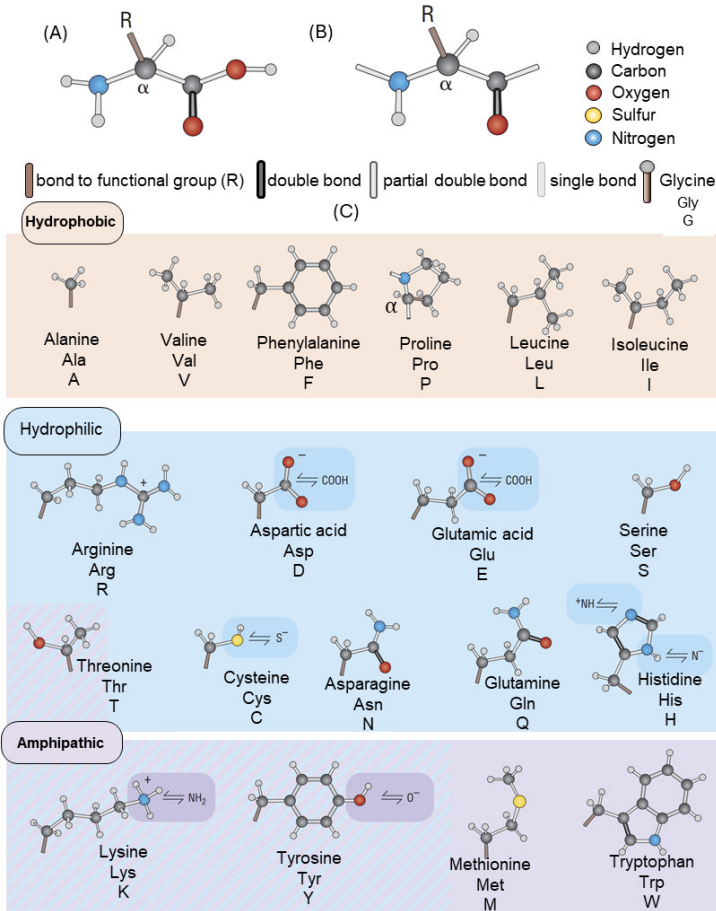 (A)
R
α
(B)
R
α
Hydrogen
Carbon
Oxygen
Sulfur
Nitrogen
bond to functional group (R)
double bond
partial double bond
single bond
Glycine
Gly
G
(C)
Hydrophobic
Alanine
Ala
A
Valine
Val
V
Phenylalanine
Phe
F
α
Proline
Pro
P
Leucine
Leu
L
Isoleucine
Ile
I
Hydrophilic
+
Arginine
Arg
R
−
⇌ COOH
Aspartic acid
Asp
D
−
⇌ COOH
Glutamic acid
Glu
E
Serine
Ser
S
Threonine
Thr
T
⇌ S⁻
Cysteine
Cys
C
Asparagine
Asn
N
Glutamine
Gln
Q
⁺NH ⇌
⇌ N⁻
Histidine
His
H
Amphipathic
+
⇌ NH₂
Lysine
Lys
K
⇌ O⁻
Tyrosine
Tyr
Y
Methionine
Met
M
Tryptophan
Trp
W